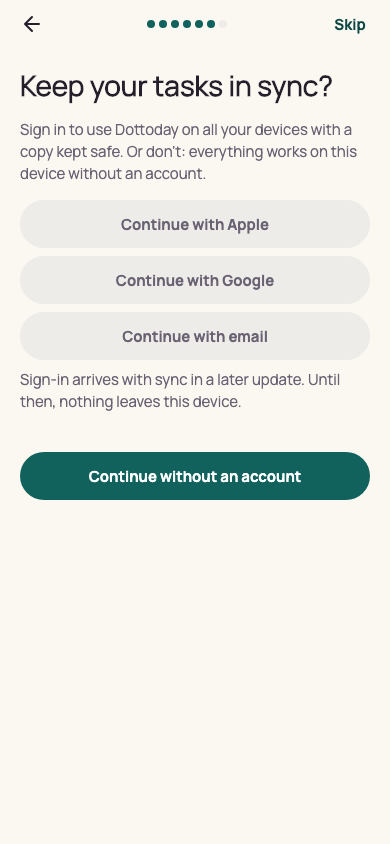 Skip
Keep your tasks in sync?
Sign in to use Dottoday on all your devices with a
copy kept safe. Or don't: everything works on this
device without an account.
Continue with Apple
Continue with Google
Continue with email
Sign-in arrives with sync in a later update. Until
then, nothing leaves this device.
Continue without an account